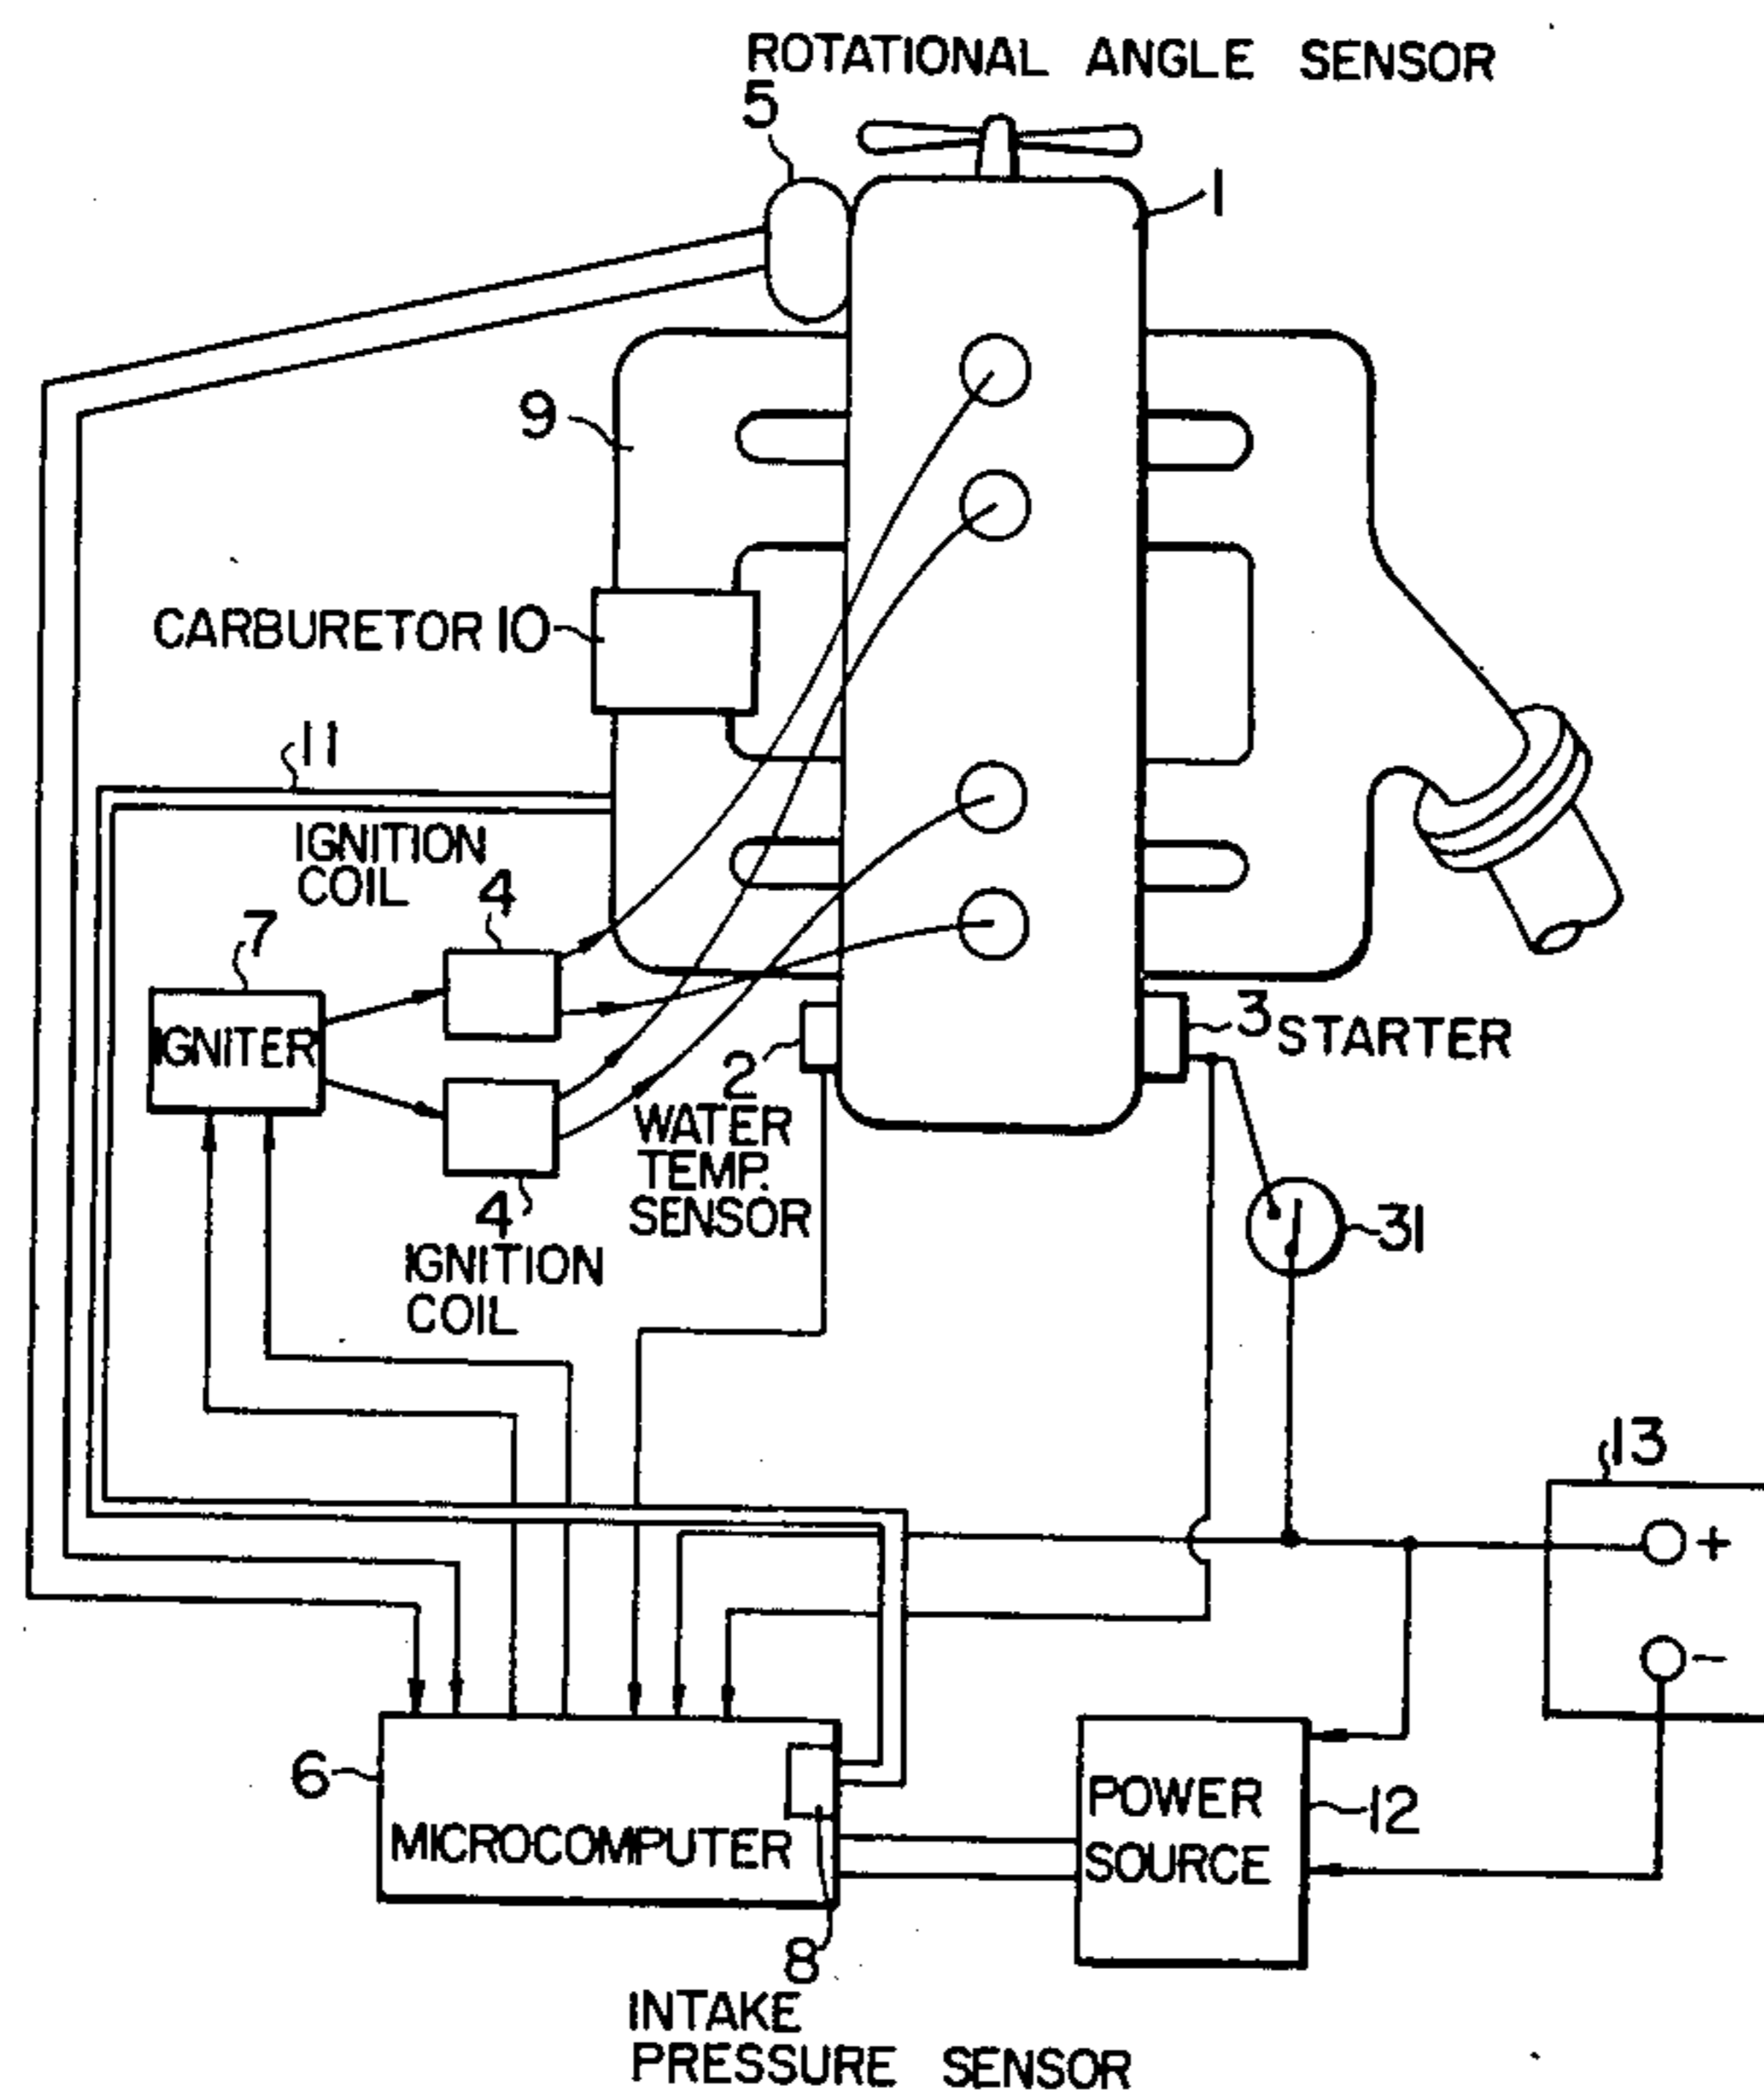 ROTATIONAL ANGLE SENSOR
5
1
9
CARBURETOR 10
11
IGNITION
COIL
4
7
IGNITER
3 STARTER
2
WATER
TEMP.
SENSOR
4
IGNITION
COIL
31
13
+
-
6
MICROCOMPUTER
POWER
SOURCE
12
8
INTAKE
PRESSURE SENSOR